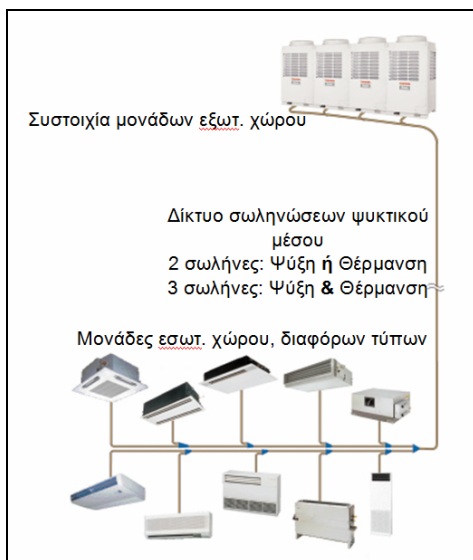 Συστοιχία μονάδων εξωτ. χώρου
Δίκτυο σωληνώσεων ψυκτικού
μέσου
2 σωλήνες: Ψύξη ή Θέρμανση
3 σωλήνες: Ψύξη & Θέρμανση
Μονάδες εσωτ. χώρου, διαφόρων τύπων